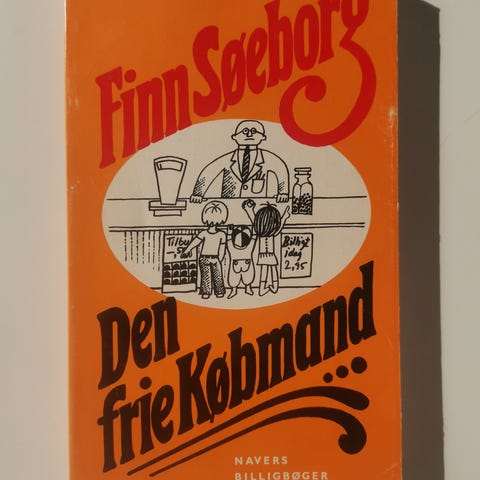 Finn Søeborg
Tilbud
Billigt
idag
2,95
Den
frie Købmand
NAVERS
BILLIGBØGER